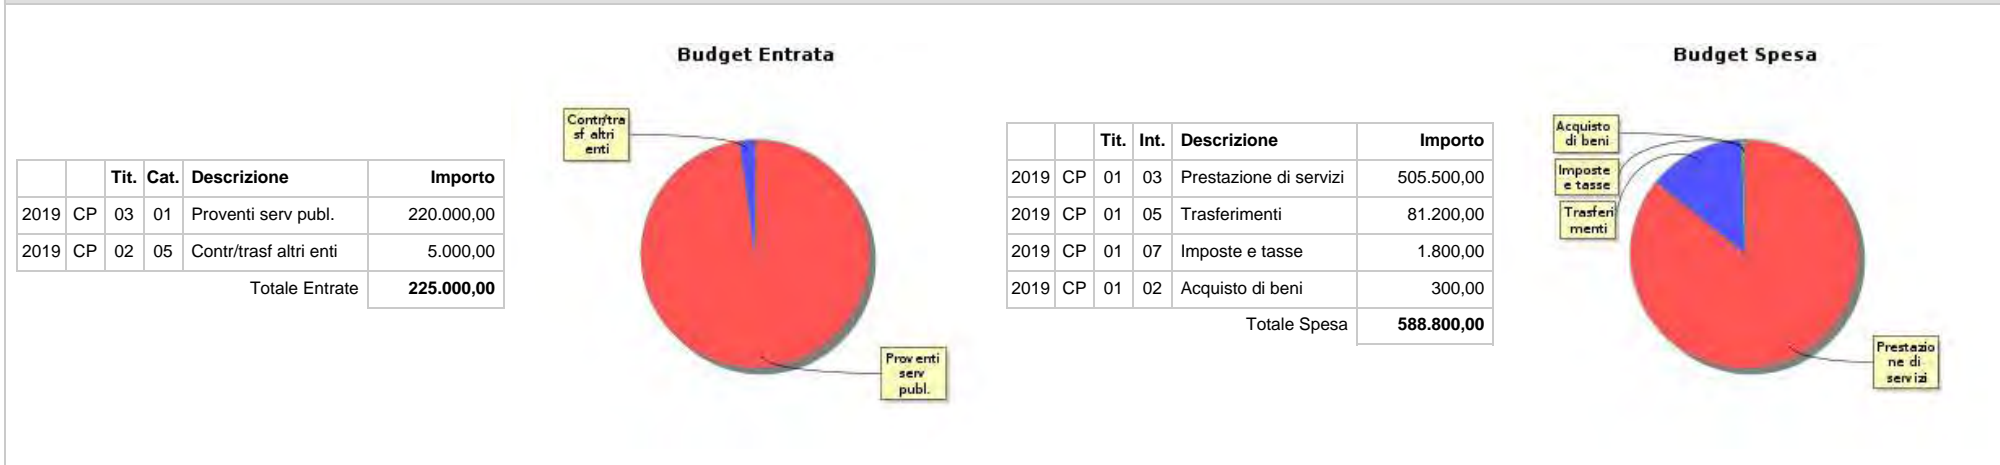 Budget Entrata
Contr/tra
sf altri
enti
Proventi
serv
publ.
Tit. Cat. Descrizione Importo
2019 CP 03 01 Proventi serv publ. 220.000,00
2019 CP 02 05 Contr/trasf altri enti 5.000,00
Totale Entrate 225.000,00
Tit. Int. Descrizione Importo
2019 CP 01 03 Prestazione di servizi 505.500,00
2019 CP 01 05 Trasferimenti 81.200,00
2019 CP 01 07 Imposte e tasse 1.800,00
2019 CP 01 02 Acquisto di beni 300,00
Totale Spesa 588.800,00
Budget Spesa
Acquisto
di beni
Imposte
e tasse
Trasferi
menti
Prestazio
ne di
servizi